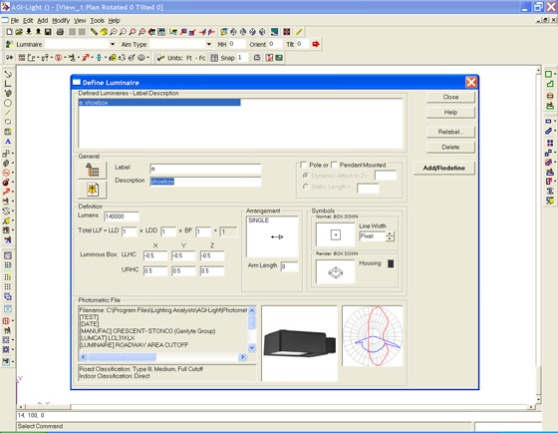 AGI-Light () - [View_1:Plan Rotated 0 Tilted 0]
File Edit Add Modify View Tools Help
Luminaire Aim Type MH 0 Orient 0 Tilt 0
Units: Ft - Fc Snap 1
Define Luminaire
Defined Luminaires - Label:Description
a: shoebox
Close
Help
Relabel...
Delete
Add/Redefine
General
Label a
Description shoebox
Pole or Pendent Mounted
Dynamic: Attach to Z=
Static: Length =
Definition
Lumens 140000
Total LLF = LLD 1 x LDD 1 x BF 1 = 1
X Y Z
Luminous Box: LLHC -0.5 -0.5 -0.5
URHC 0.5 0.5 0.5
Arrangement
SINGLE
Arm Length 0
Symbols
Normal: BOX DOWN
Line Width
Pixel
Render: BOX DOWN
Housing
Photometric File
Filename: C:\Program Files\Lighting Analysts\AGI-Light\Photomet
[TEST]
[DATE]
[MANUFAC] CRESCENT-STONCO (Genlyte Group)
[LUMCAT] LCL31KLX
[LUMINAIRE] ROADWAY AREA CUTOFF
Road Classification: Type III, Medium, Full Cutoff
Indoor Classification: Direct
14, 100, 0
Select Command